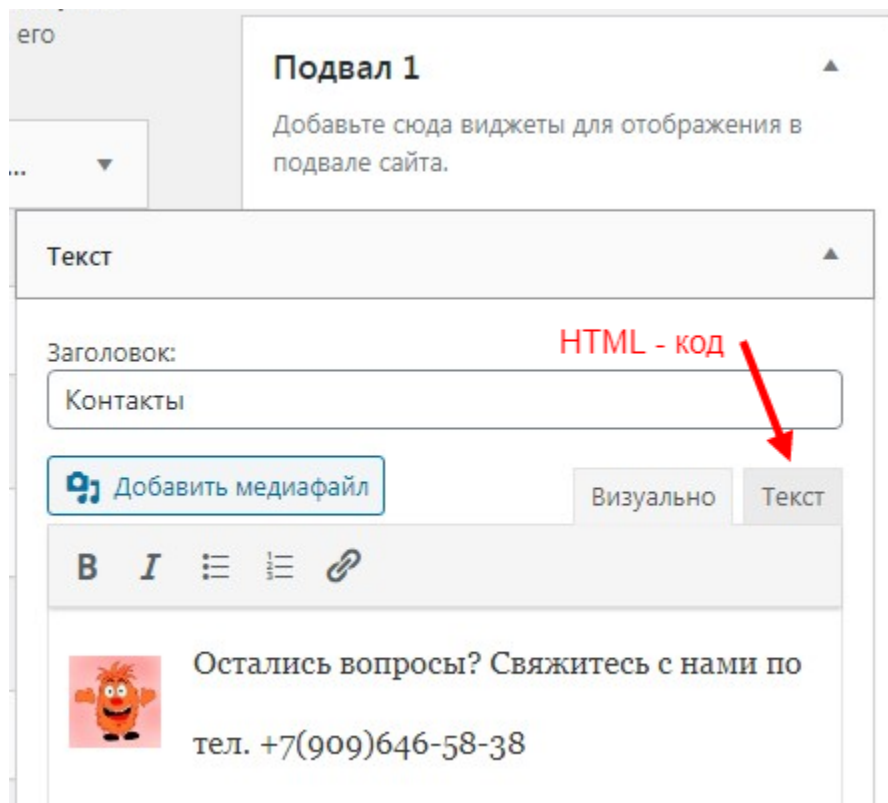 его
Подвал 1
Добавьте сюда виджеты для отображения в
подвале сайта.
...
Текст
HTML - код
Заголовок:
Контакты
Добавить медиафайл
Визуально
Текст
B I
Остались вопросы? Свяжитесь с нами по
тел. +7(909)646-58-38